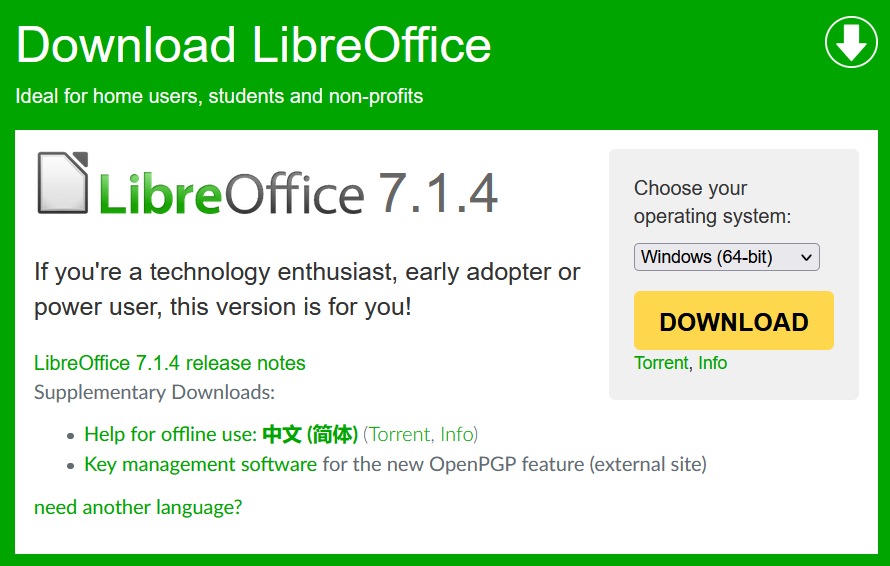 Download LibreOffice
Ideal for home users, students and non-profits
LibreOffice 7.1.4
If you're a technology enthusiast, early adopter or
power user, this version is for you!
LibreOffice 7.1.4 release notes
Supplementary Downloads:
Help for offline use: 中文 (简体) (Torrent, Info)
Key management software for the new OpenPGP feature (external site)
need another language?
Choose your
operating system:
Windows (64-bit)
DOWNLOAD
Torrent, Info